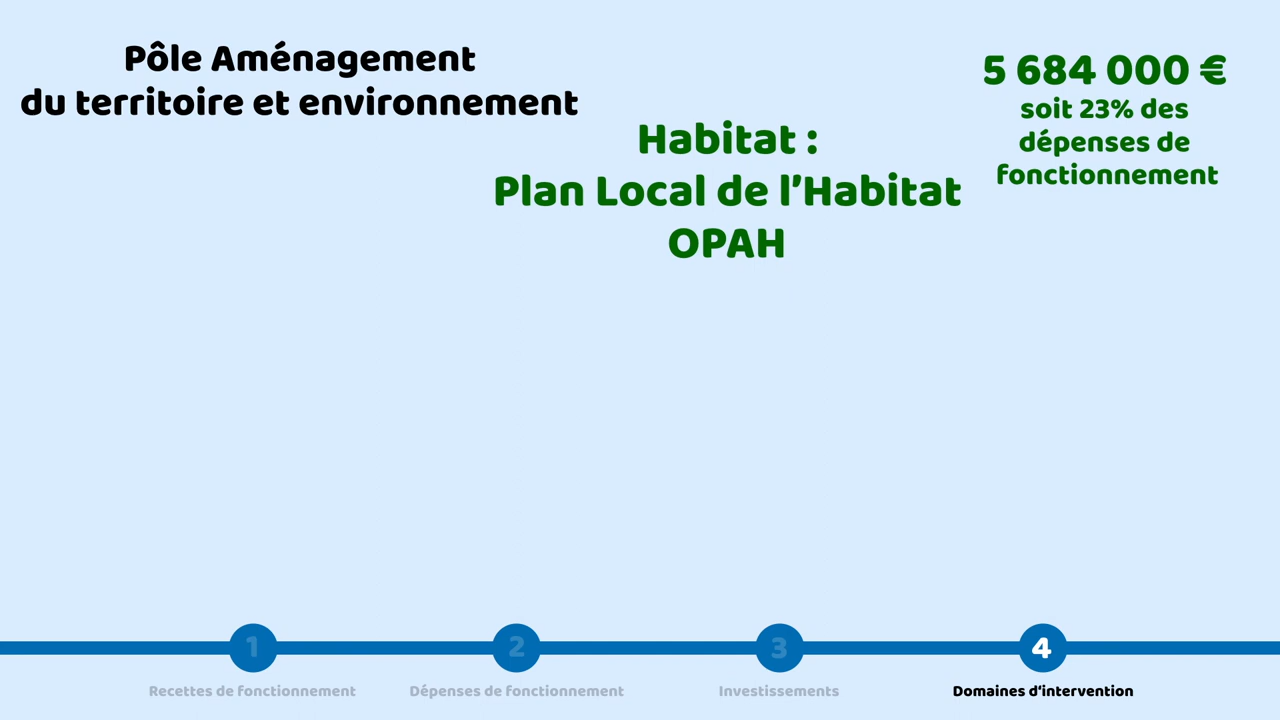 Pôle Aménagement
du territoire et environnement
5 684 000 €
soit 23% des
dépenses de
fonctionnement
Habitat :
Plan Local de l’Habitat
OPAH
1
2
3
4
Recettes de fonctionnement
Dépenses de fonctionnement
Investissements
Domaines d'intervention